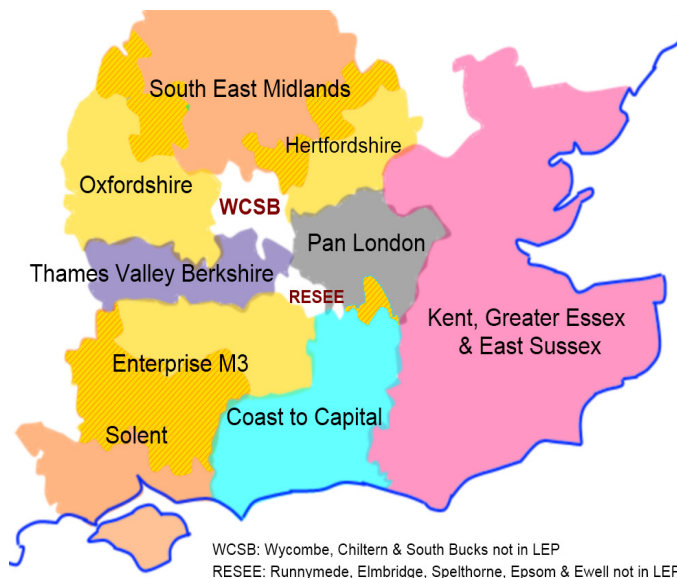 South East Midlands
Hertfordshire
Oxfordshire
WCSB
Pan London
Thames Valley Berkshire
RESEE
Kent, Greater Essex
& East Sussex
Enterprise M3
Coast to Capital
Solent
WCSB: Wycombe, Chiltern & South Bucks not in LEP
RESEE: Runnymede, Elmbridge, Spelthorne, Epsom & Ewell not in LEP